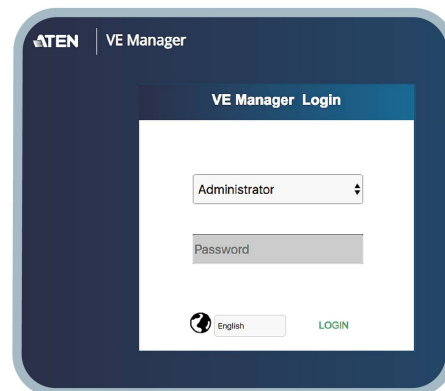 ATEN VE Manager
VE Manager Login
Administrator
Password
English LOGIN